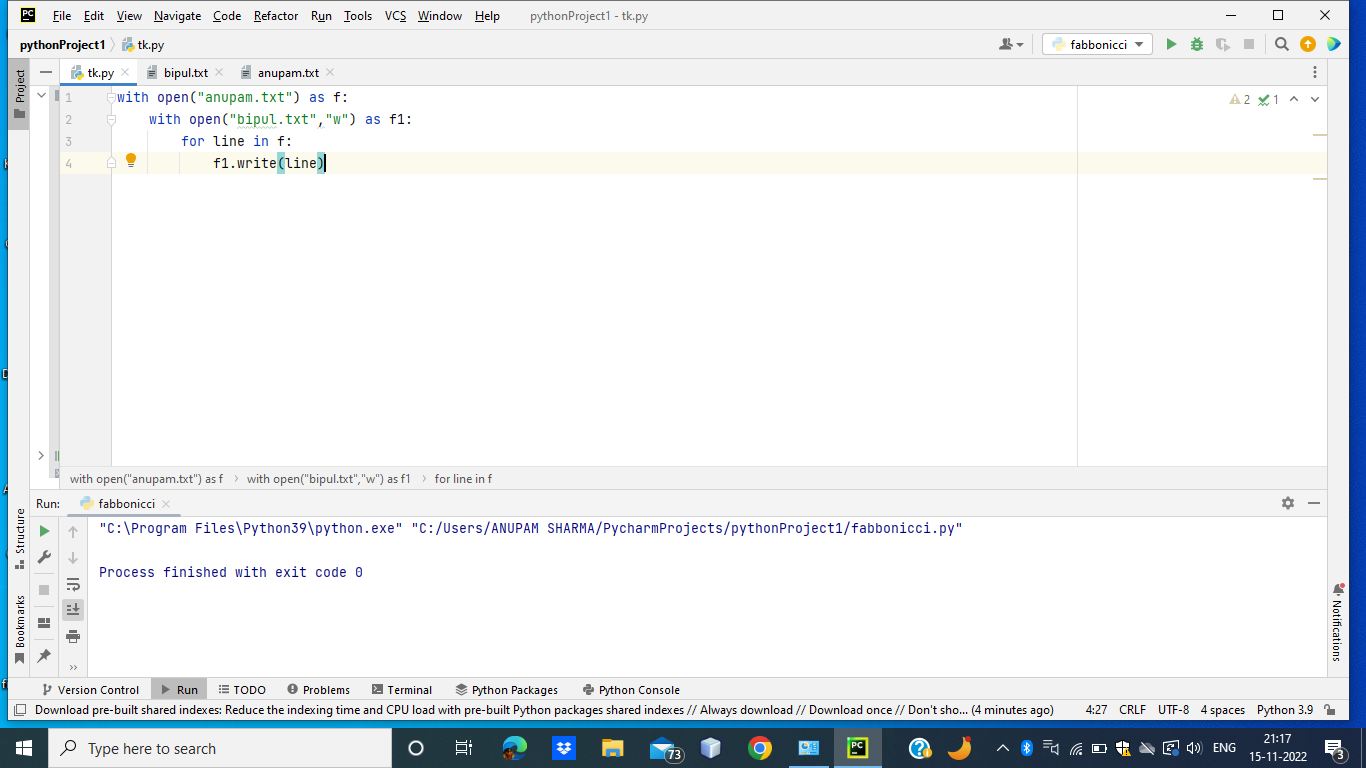 PC File Edit View Navigate Code Refactor Run Tools VCS Window Help pythonProject1 - tk.py
pythonProject1 tk.py fabbonicci
Project
tk.py bipul.txt anupam.txt
1 with open("anupam.txt") as f: 2 1
2 with open("bipul.txt","w") as f1:
3 for line in f:
4 f1.write(line)
with open("anupam.txt") as f › with open("bipul.txt","w") as f1 › for line in f
Run: fabbonicci
"C:\Program Files\Python39\python.exe" "C:/Users/ANUPAM SHARMA/PycharmProjects/pythonProject1/fabbonicci.py"
Process finished with exit code 0
Structure
Bookmarks
Notifications
Version Control Run TODO Problems Terminal Python Packages Python Console
Download pre-built shared indexes: Reduce the indexing time and CPU load with pre-built Python packages shared indexes // Always download // Download once // Don't sho... (4 minutes ago) 4:27 CRLF UTF-8 4 spaces Python 3.9
Type here to search 73 PC ENG 21:17
15-11-2022 3